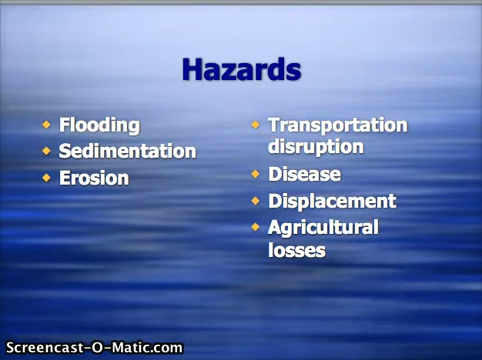 Hazards
Flooding
Sedimentation
Erosion
Transportation
disruption
Disease
Displacement
Agricultural
losses
Screencast-O-Matic.com